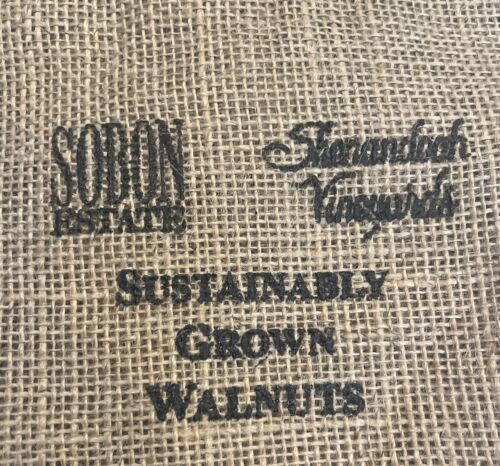 SOBON
ESTATE
Shenandoah
Vineyards
SUSTAINABLY
GROWN
WALNUTS